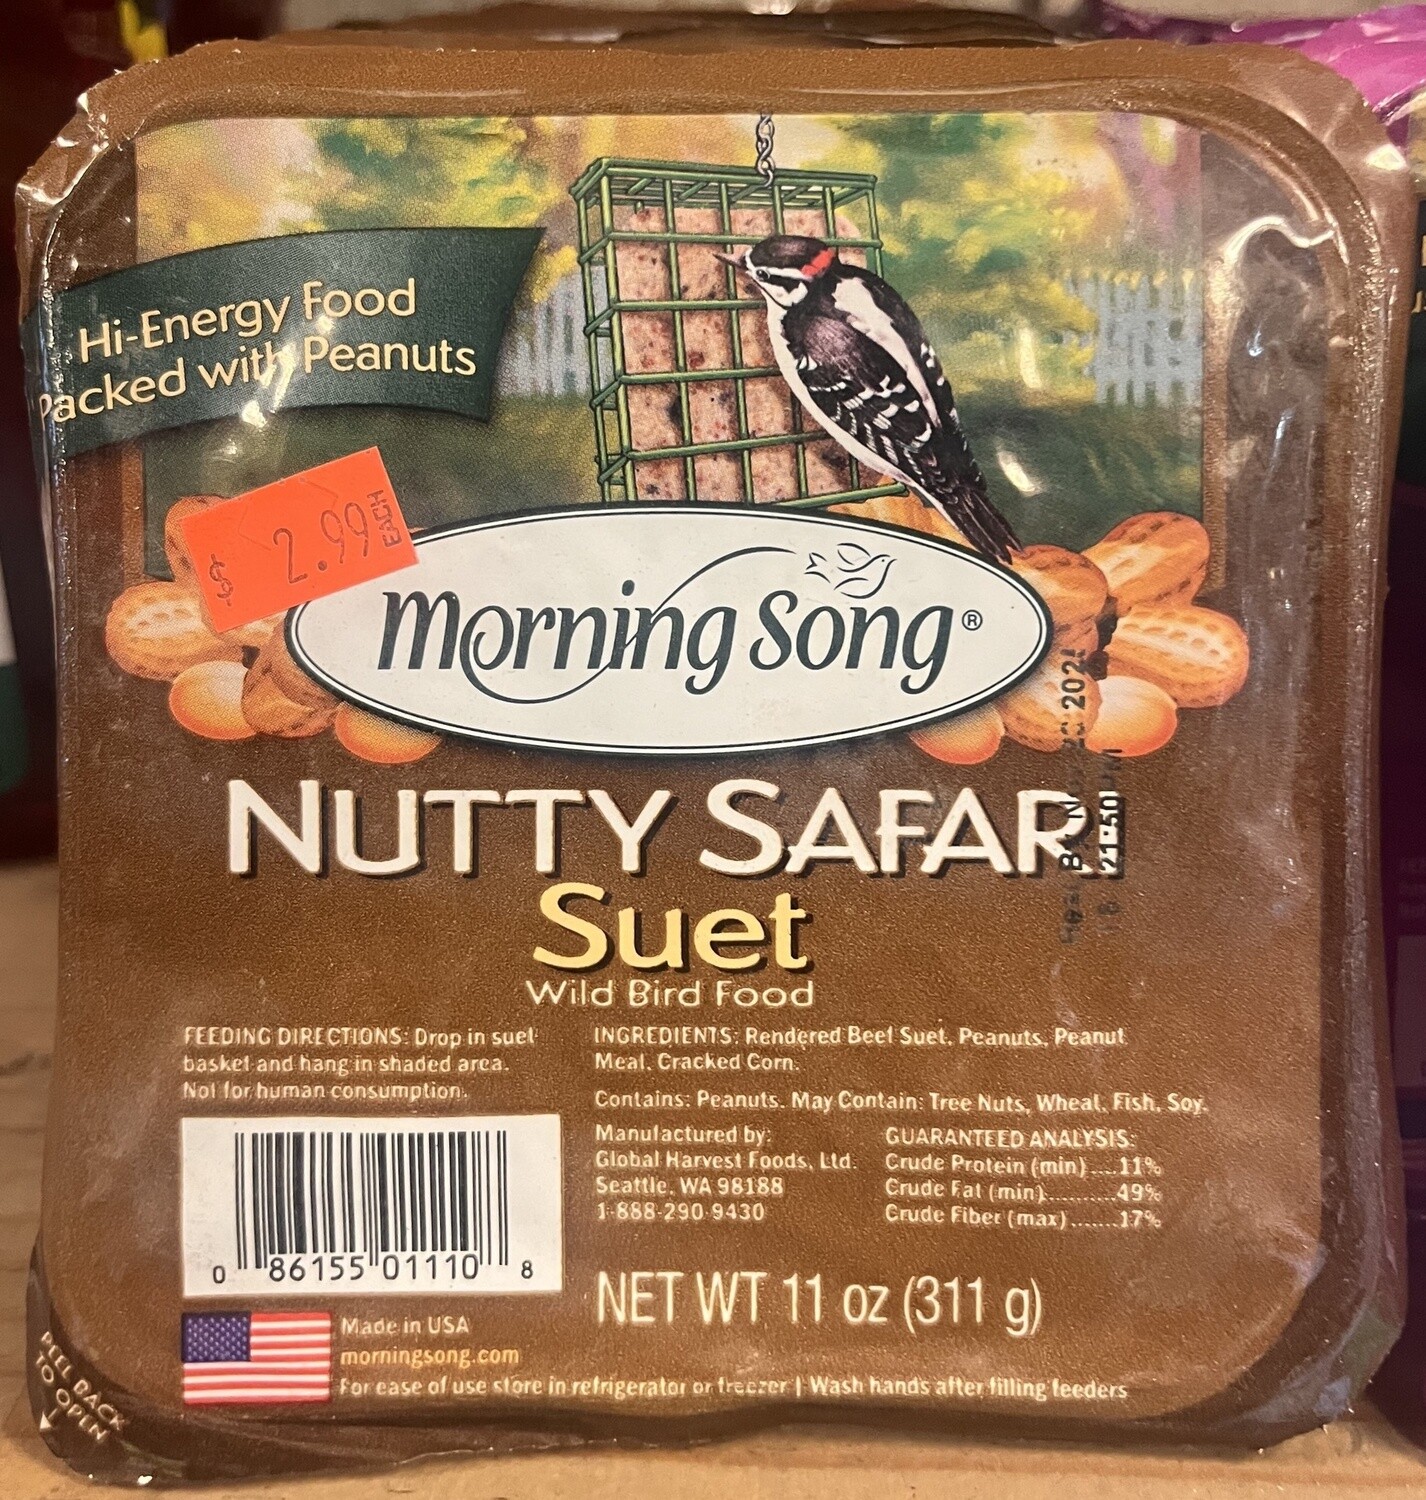 Hi-Energy Food
Packed with Peanuts
$ 2.99 EACH
Morning Song®
NUTTY SAFARI
Suet
Wild Bird Food
FEEDING DIRECTIONS: Drop in suet
basket and hang in shaded area.
Not for human consumption.
INGREDIENTS: Rendered Beef Suet, Peanuts, Peanut
Meal, Cracked Corn.
Contains: Peanuts. May Contain: Tree Nuts, Wheat, Fish, Soy.
Manufactured by:
Global Harvest Foods, Ltd.
Seattle, WA 98188
1-888-290-9430
GUARANTEED ANALYSIS:
Crude Protein (min)....11%
Crude Fat (min)..........49%
Crude Fiber (max).......17%
0 86155 01110 8
NET WT 11 oz (311 g)
Made in USA
morningsong.com
For ease of use store in refrigerator or freezer | Wash hands after filling feeders
PEEL BACK
TO OPEN